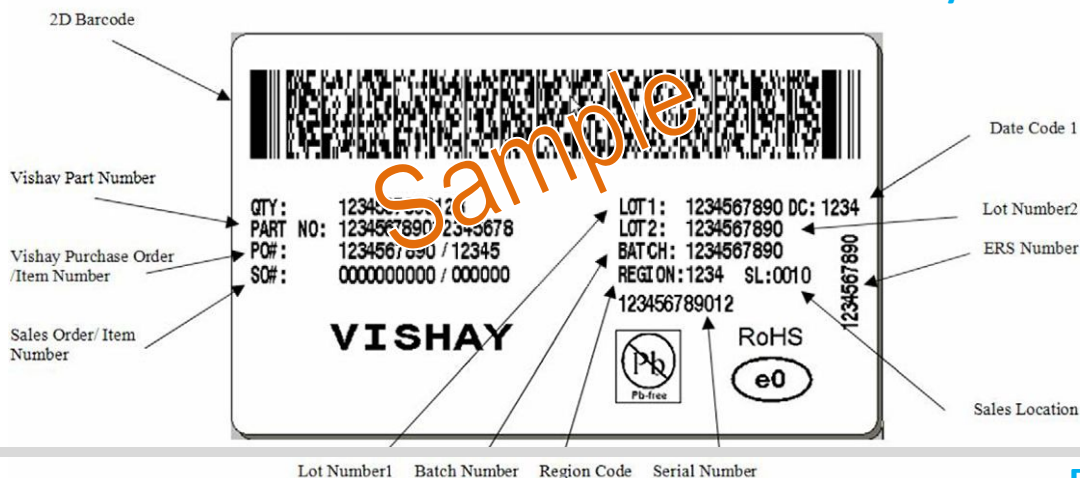 2D Barcode
Date Code 1
Sample
Vishay Part Number
QTY:
LOT1: 1234567890 DC: 1234
Lot Number2
PART NO: 123456789012345678
LOT2: 1234567890
Vishay Purchase Order
/Item Number
PO#: 1234567890 / 12345
BATCH: 1234567890
ERS Number
1234567890
SO#: 0000000000 / 000000
REGION:1234 SL:0010
123456789012
Sales Order/ Item
Number
VISHAY
Pb
Pb-free
RoHS
e0
Sales Location
Lot Number1 Batch Number Region Code Serial Number